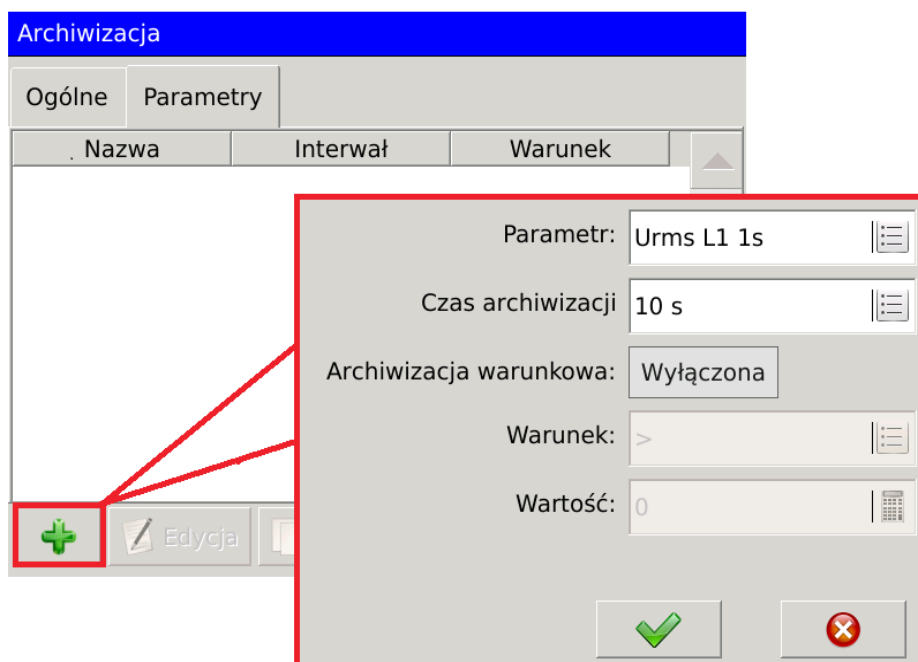 Archiwizacja
Ogólne Parametry
Nazwa Interwał Warunek
Parametr: Urms L1 1s
Czas archiwizacji 10 s
Archiwizacja warunkowa: Wyłączona
Warunek: >
Wartość: 0
Edycja